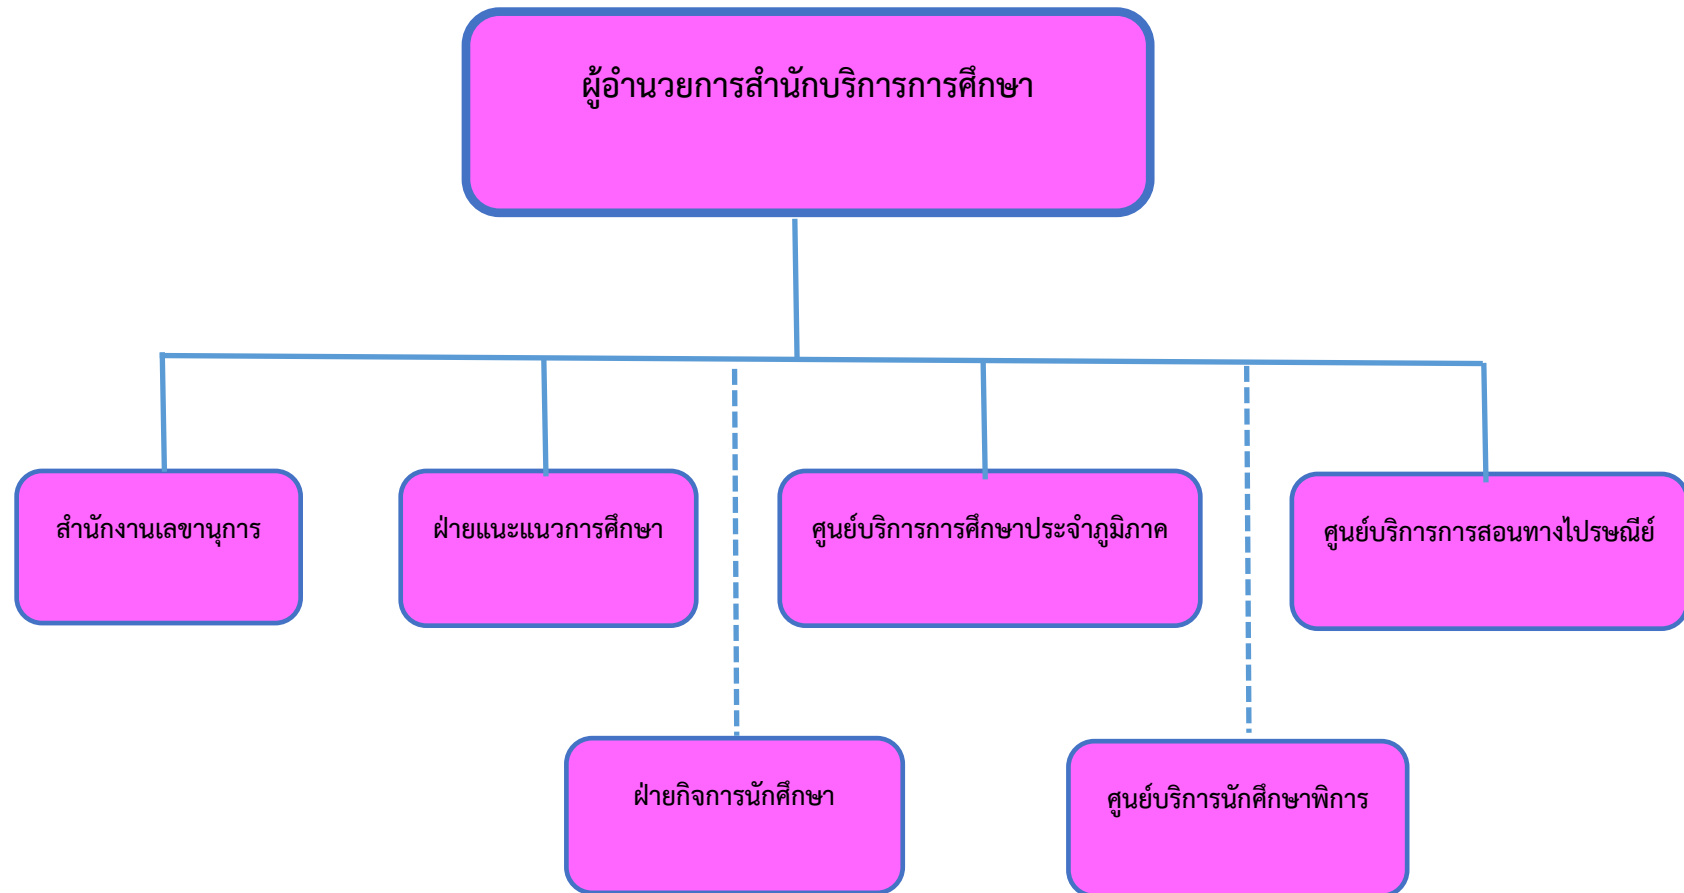 ผู้อำนวยการสำนักบริการการศึกษา
สำนักงานเลขานุการ
ฝ่ายแนะแนวการศึกษา
ศูนย์บริการการศึกษาประจำภูมิภาค
ศูนย์บริการการสอนทางไปรษณีย์
ฝ่ายกิจการนักศึกษา
ศูนย์บริการนักศึกษาพิการ